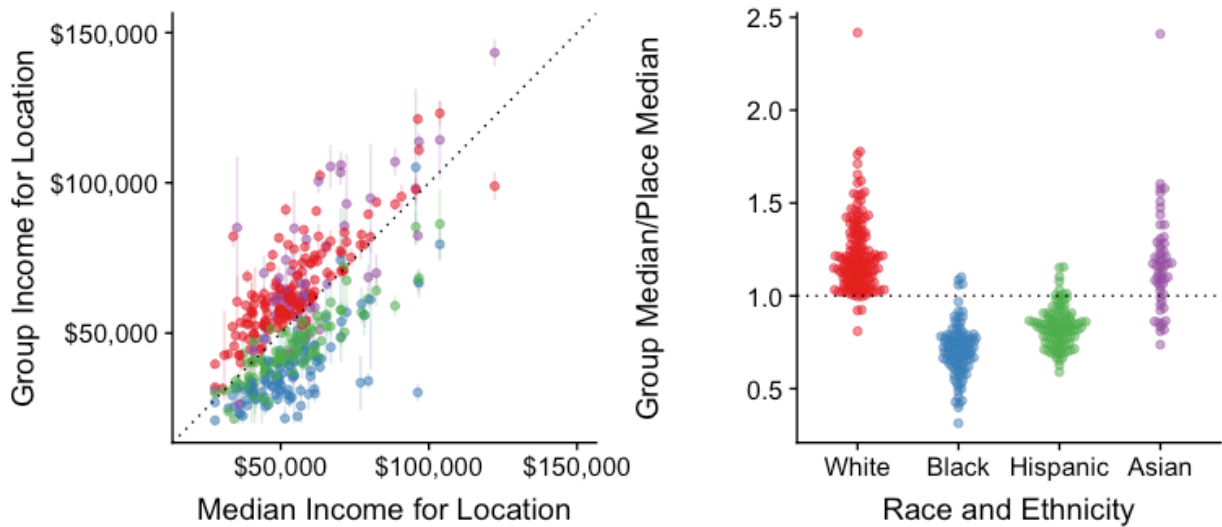 Group Income for Location
$150,000
$100,000
$50,000
$50,000 $100,000 $150,000
Median Income for Location
Group Median/Place Median
2.5
2.0
1.5
1.0
0.5
White Black Hispanic Asian
Race and Ethnicity